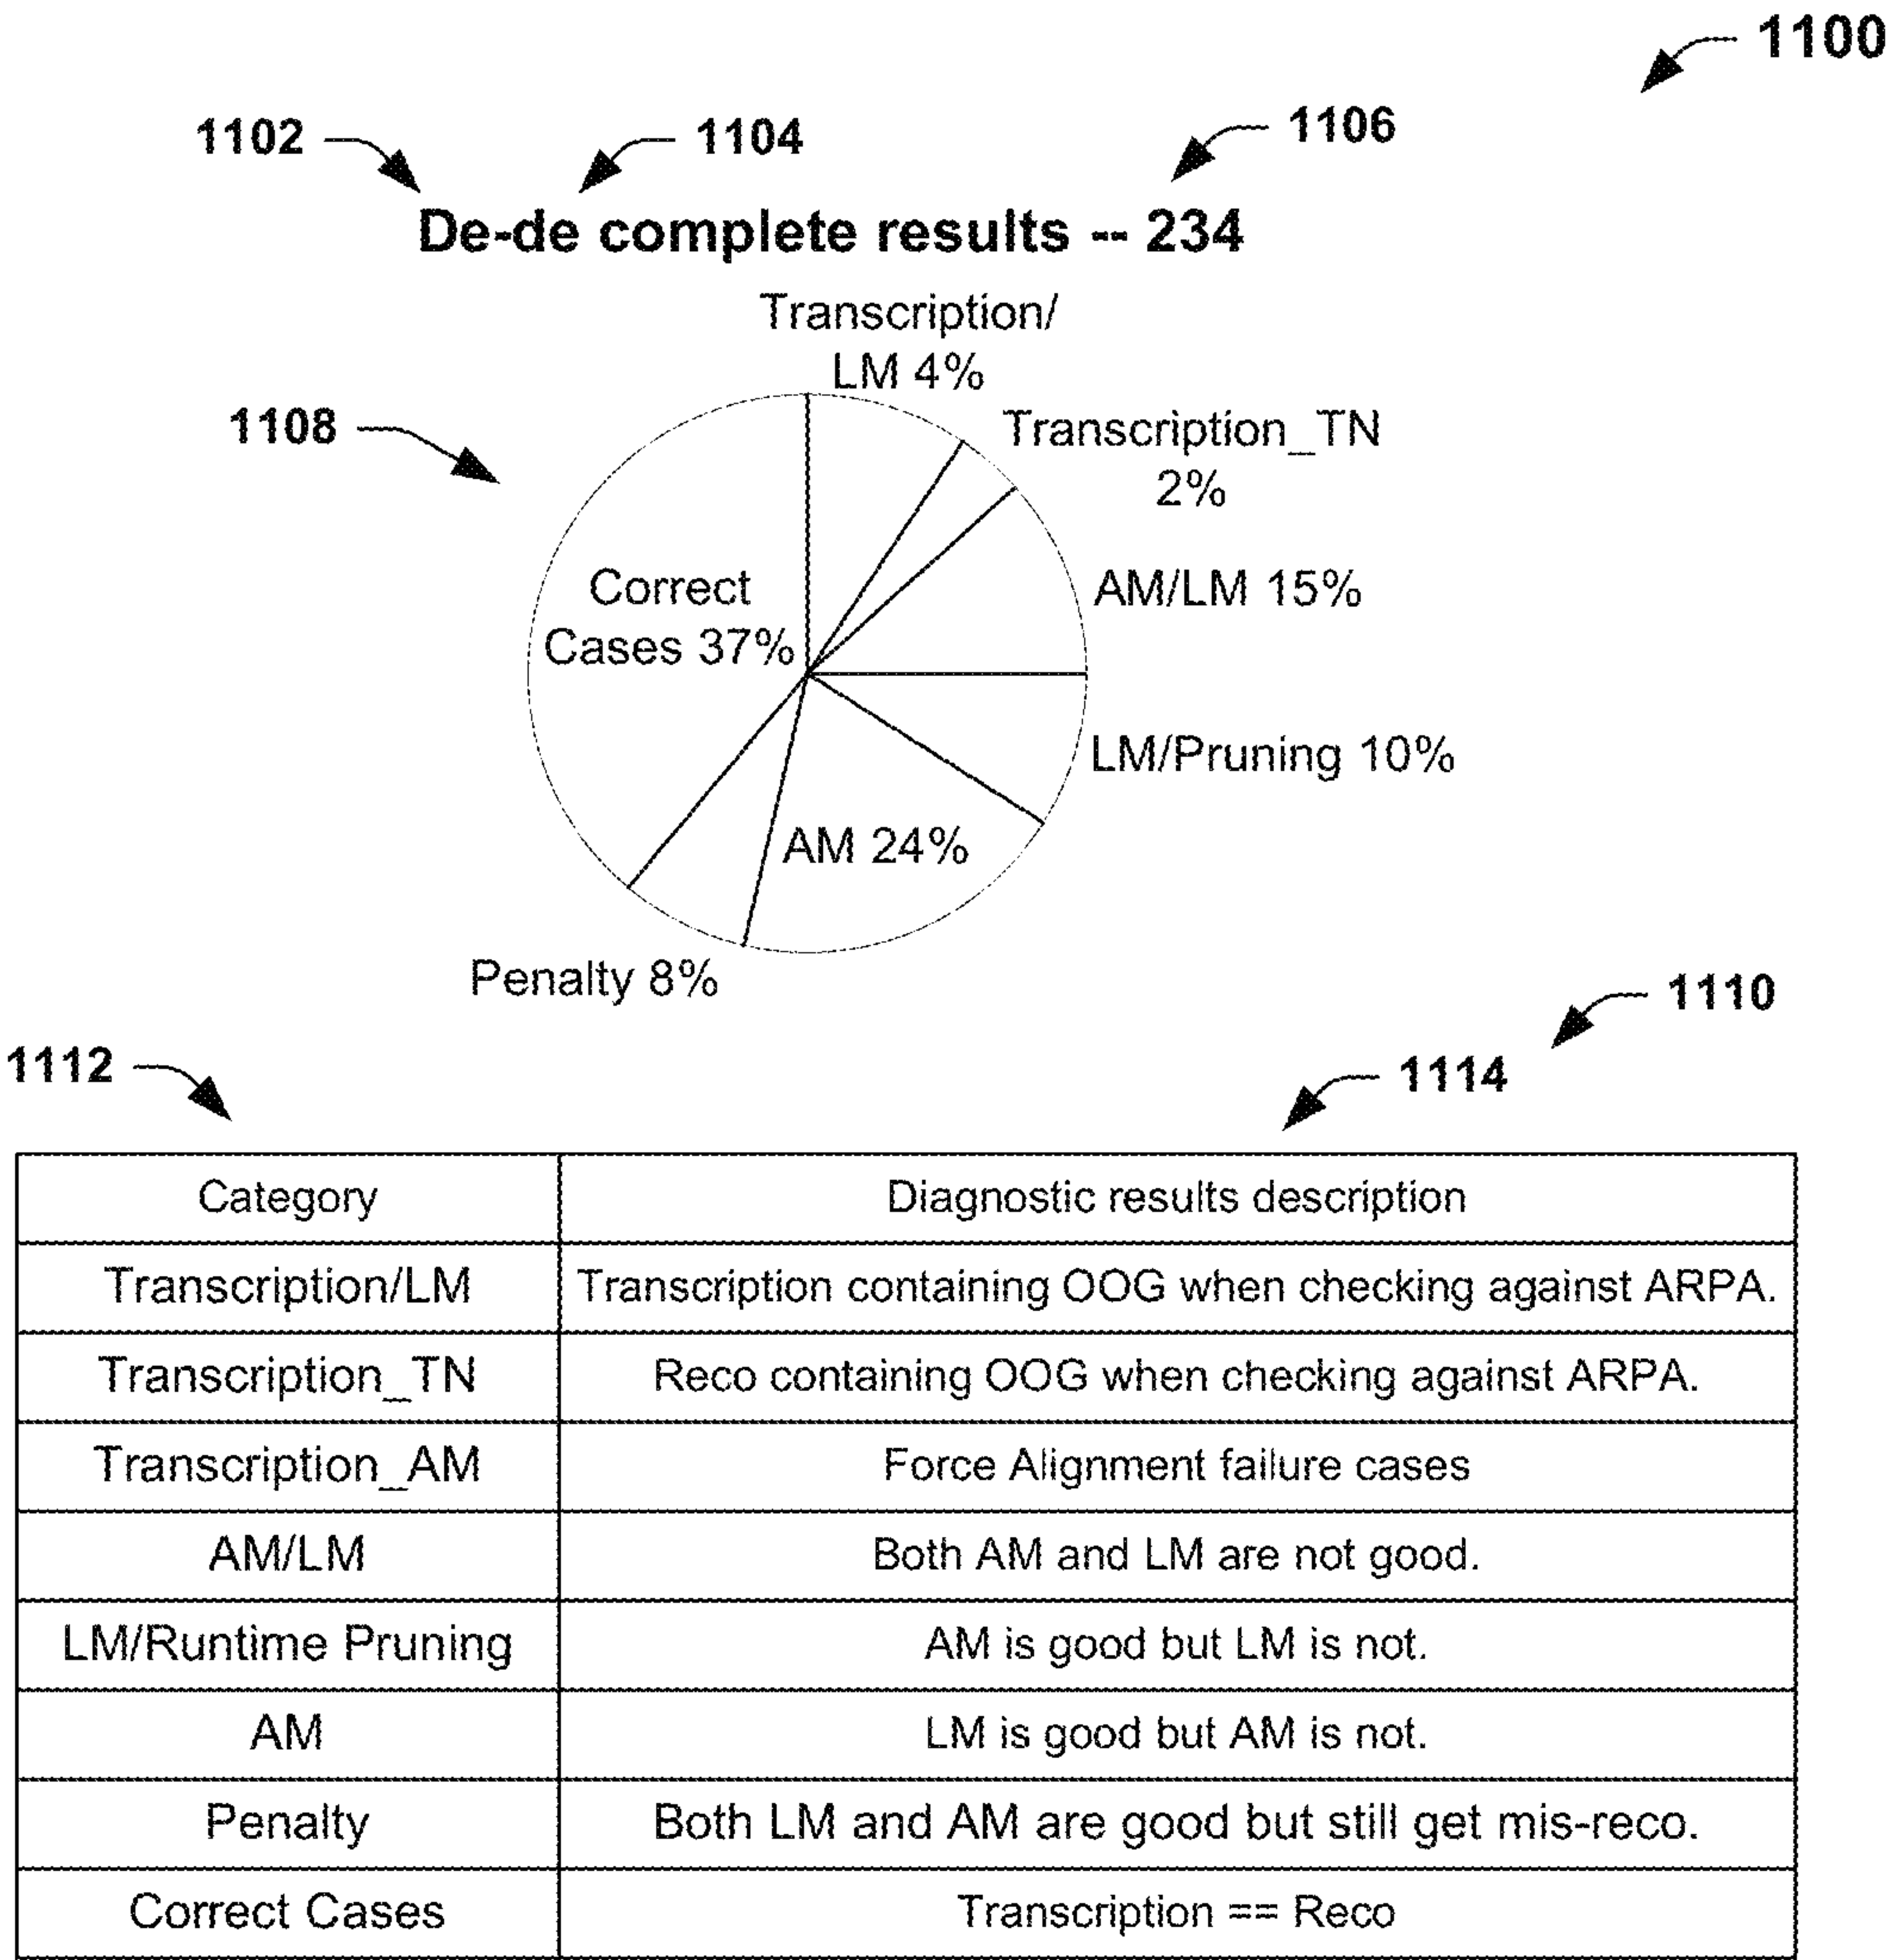 1100
1102
1104
1106
De-de complete results -- 234
Transcription/
LM 4%
1108
Transcription_TN
2%
Correct
Cases 37%
AM/LM 15%
LM/Pruning 10%
AM 24%
Penalty 8%
1110
1112
1114
Category Diagnostic results description
Transcription/LM Transcription containing OOG when checking against ARPA.
Transcription_TN Reco containing OOG when checking against ARPA.
Transcription_AM Force Alignment failure cases
AM/LM Both AM and LM are not good.
LM/Runtime Pruning AM is good but LM is not.
AM LM is good but AM is not.
Penalty Both LM and AM are good but still get mis-reco.
Correct Cases Transcription == Reco